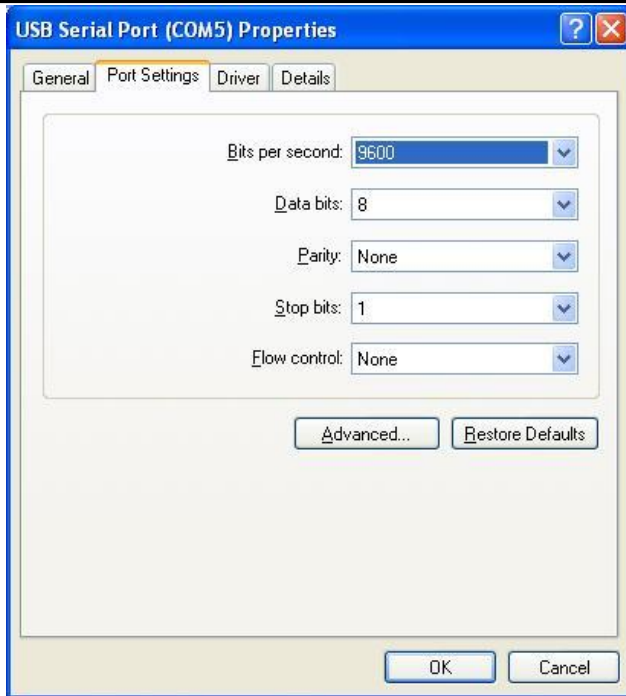 USB Serial Port (COM5) Properties
General Port Settings Driver Details
Bits per second: 9600
Data bits: 8
Parity: None
Stop bits: 1
Flow control: None
Advanced... Restore Defaults
OK Cancel